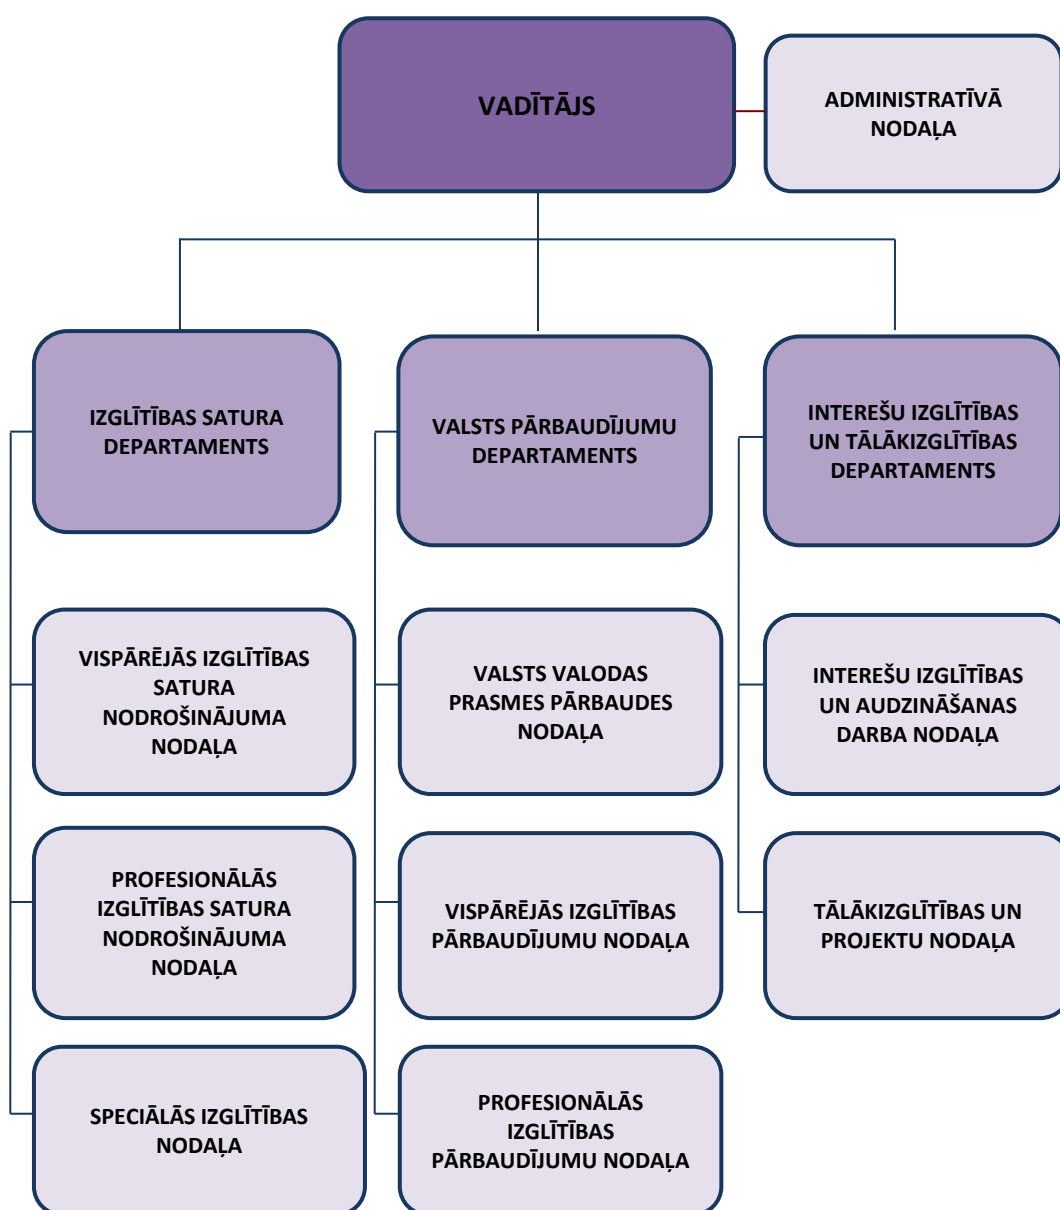 VADĪTĀJS
ADMINISTRATĪVĀ
NODAĻA
IZGLĪTĪBAS SATURA
DEPARTAMENTS
VALSTS PĀRBAUDĪJUMU
DEPARTAMENTS
INTEREŠU IZGLĪTĪBAS
UN TĀLĀKIZGLĪTĪBAS
DEPARTAMENTS
VISPĀRĒJĀS IZGLĪTĪBAS
SATURA
NODROŠINĀJUMA
NODAĻA
VALSTS VALODAS
PRASMES PĀRBAUDES
NODAĻA
INTEREŠU IZGLĪTĪBAS
UN AUDZINĀŠANAS
DARBA NODAĻA
PROFESIONĀLĀS
IZGLĪTĪBAS SATURA
NODROŠINĀJUMA
NODAĻA
VISPĀRĒJĀS IZGLĪTĪBAS
PĀRBAUDĪJUMU NODAĻA
TĀLĀKIZGLĪTĪBAS UN
PROJEKTU NODAĻA
SPECIĀLĀS IZGLĪTĪBAS
NODAĻA
PROFESIONĀLĀS
IZGLĪTĪBAS
PĀRBAUDĪJUMU NODAĻA